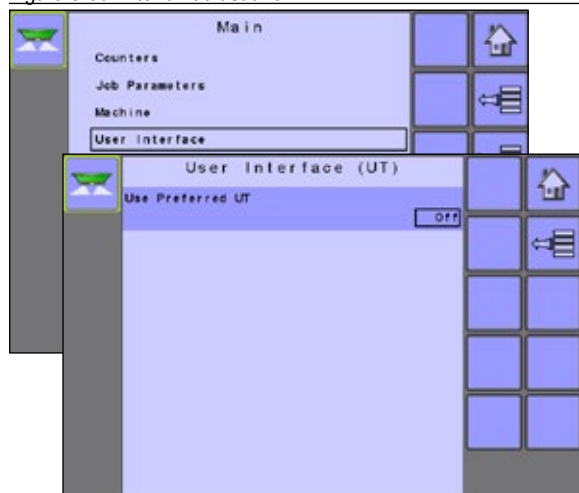 Main
Counters
Job Parameters
Machine
User Interface
User Interface (UT)
Use Preferred UT
Off